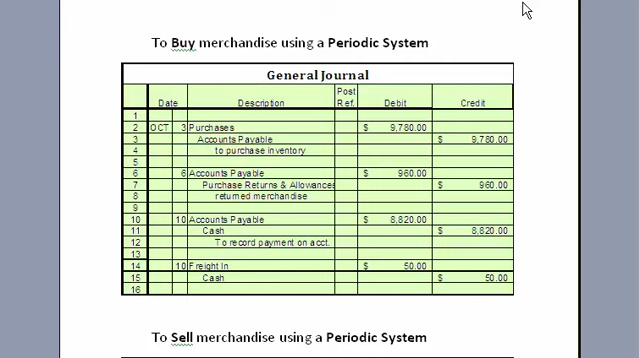 To Buy merchandise using a Periodic System
General Journal
Date Description Post Ref. Debit Credit
1
2 OCT 3 Purchases $ 9,780.00
3 Accounts Payable $ 9,780.00
4 to purchase inventory
5
6 6 Accounts Payable $ 960.00
7 Purchase Returns & Allowances $ 960.00
8 returned merchandise
9
10 10 Accounts Payable $ 8,820.00
11 Cash $ 8,820.00
12 To record payment on acct.
13
14 10 Freight In $ 50.00
15 Cash $ 50.00
16
To Sell merchandise using a Periodic System